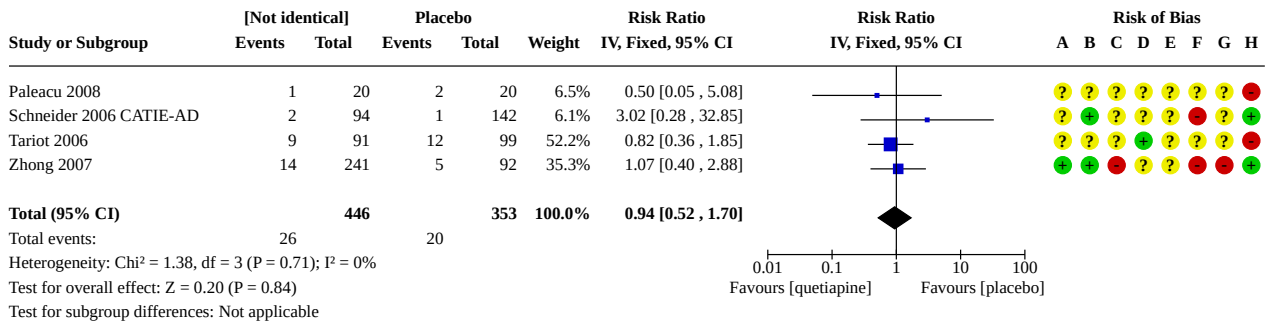 [Not identical] Placebo Risk Ratio Risk Ratio Risk of Bias
Study or Subgroup Events Total Events Total Weight IV, Fixed, 95% CI IV, Fixed, 95% CI A B C D E F G H
Paleacu 2008 1 20 2 20 6.5% 0.50 [0.05 , 5.08] ? ? ? ? ? ? ? -
Schneider 2006 CATIE-AD 2 94 1 142 6.1% 3.02 [0.28 , 32.85] ? + ? ? ? - ? +
Tariot 2006 9 91 12 99 52.2% 0.82 [0.36 , 1.85] ? ? ? + ? ? ? -
Zhong 2007 14 241 5 92 35.3% 1.07 [0.40 , 2.88] + + - ? ? - - +
Total (95% CI) 446 353 100.0% 0.94 [0.52 , 1.70]
Total events: 26 20
Heterogeneity: Chi² = 1.38, df = 3 (P = 0.71); I² = 0% 0.01 0.1 1 10 100
Test for overall effect: Z = 0.20 (P = 0.84) Favours [quetiapine] Favours [placebo]
Test for subgroup differences: Not applicable